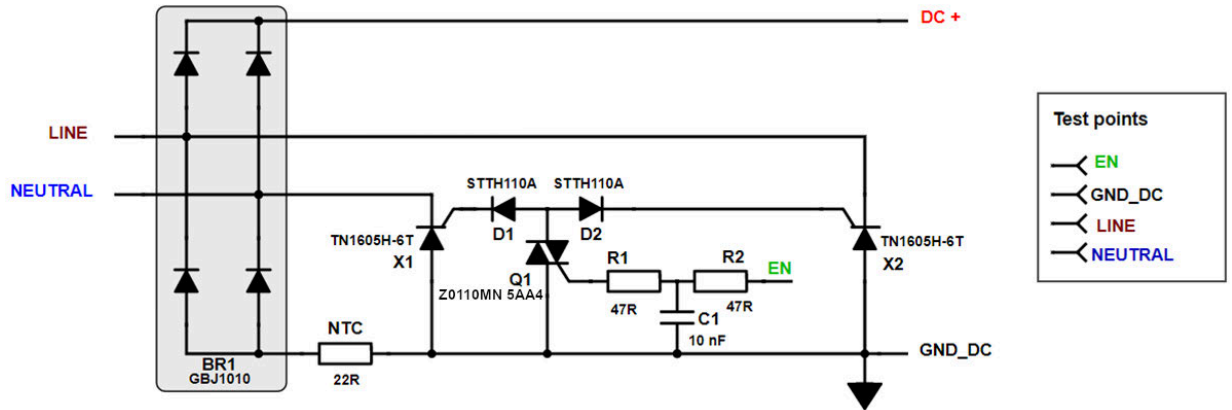 DC +
LINE
NEUTRAL
STTH110A
STTH110A
D1
D2
TN1605H-6T
X1
Q1
Z0110MN 5AA4
R1
47R
R2
47R
EN
C1
10 nF
TN1605H-6T
X2
NTC
22R
BR1
GBJ1010
GND_DC
Test points
EN
GND_DC
LINE
NEUTRAL